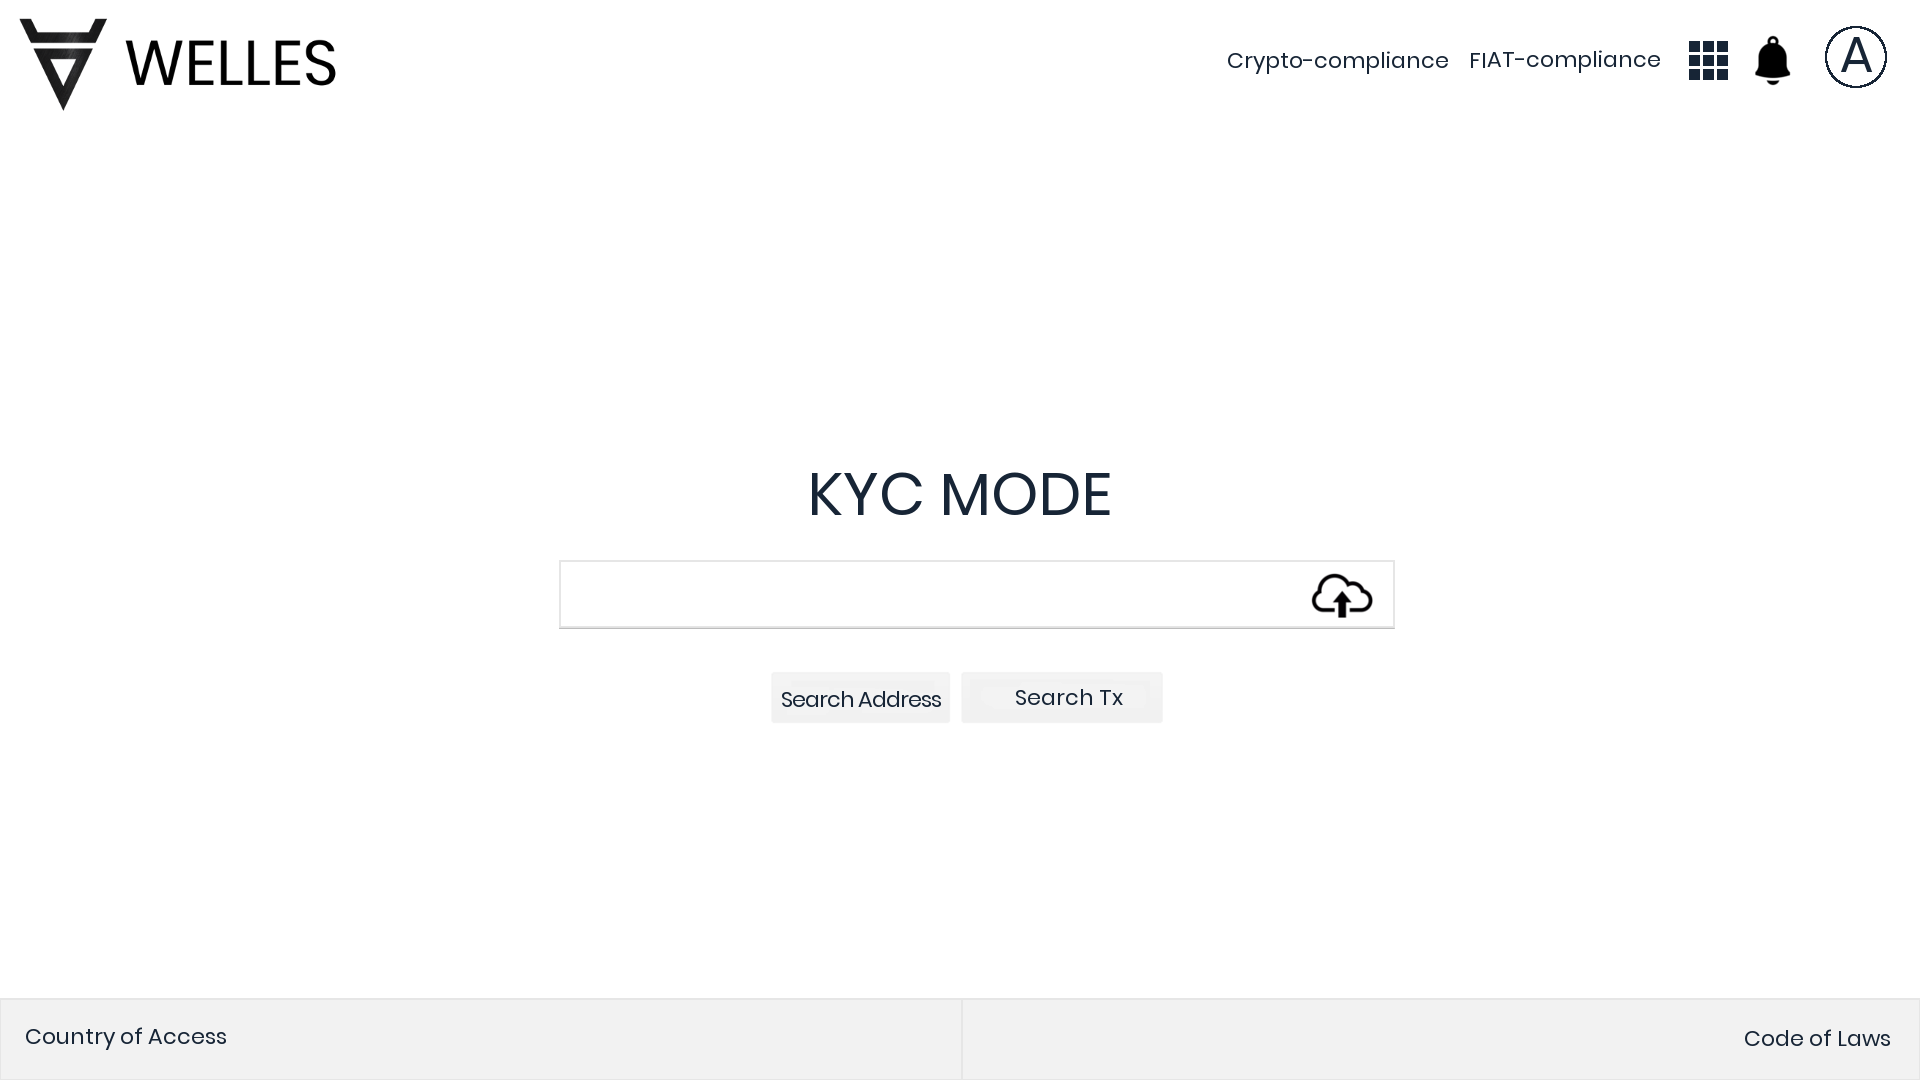 WELLES
Crypto-compliance
FIAT-compliance
A
KYC MODE
Search Address
Search Tx
Country of Access
Code of Laws